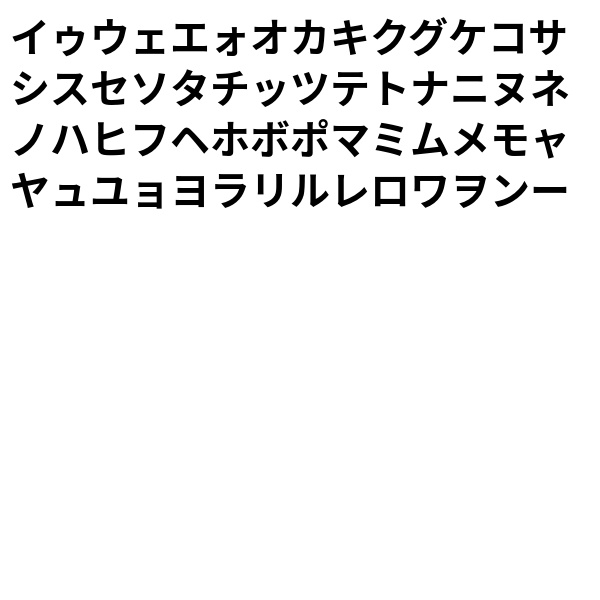 イゥウェエォオカキクグケコサ
シスセソタチッツテトナニヌネ
ノハヒフヘホボポマミムメモャ
ヤュユョヨラリルレロワヲンー